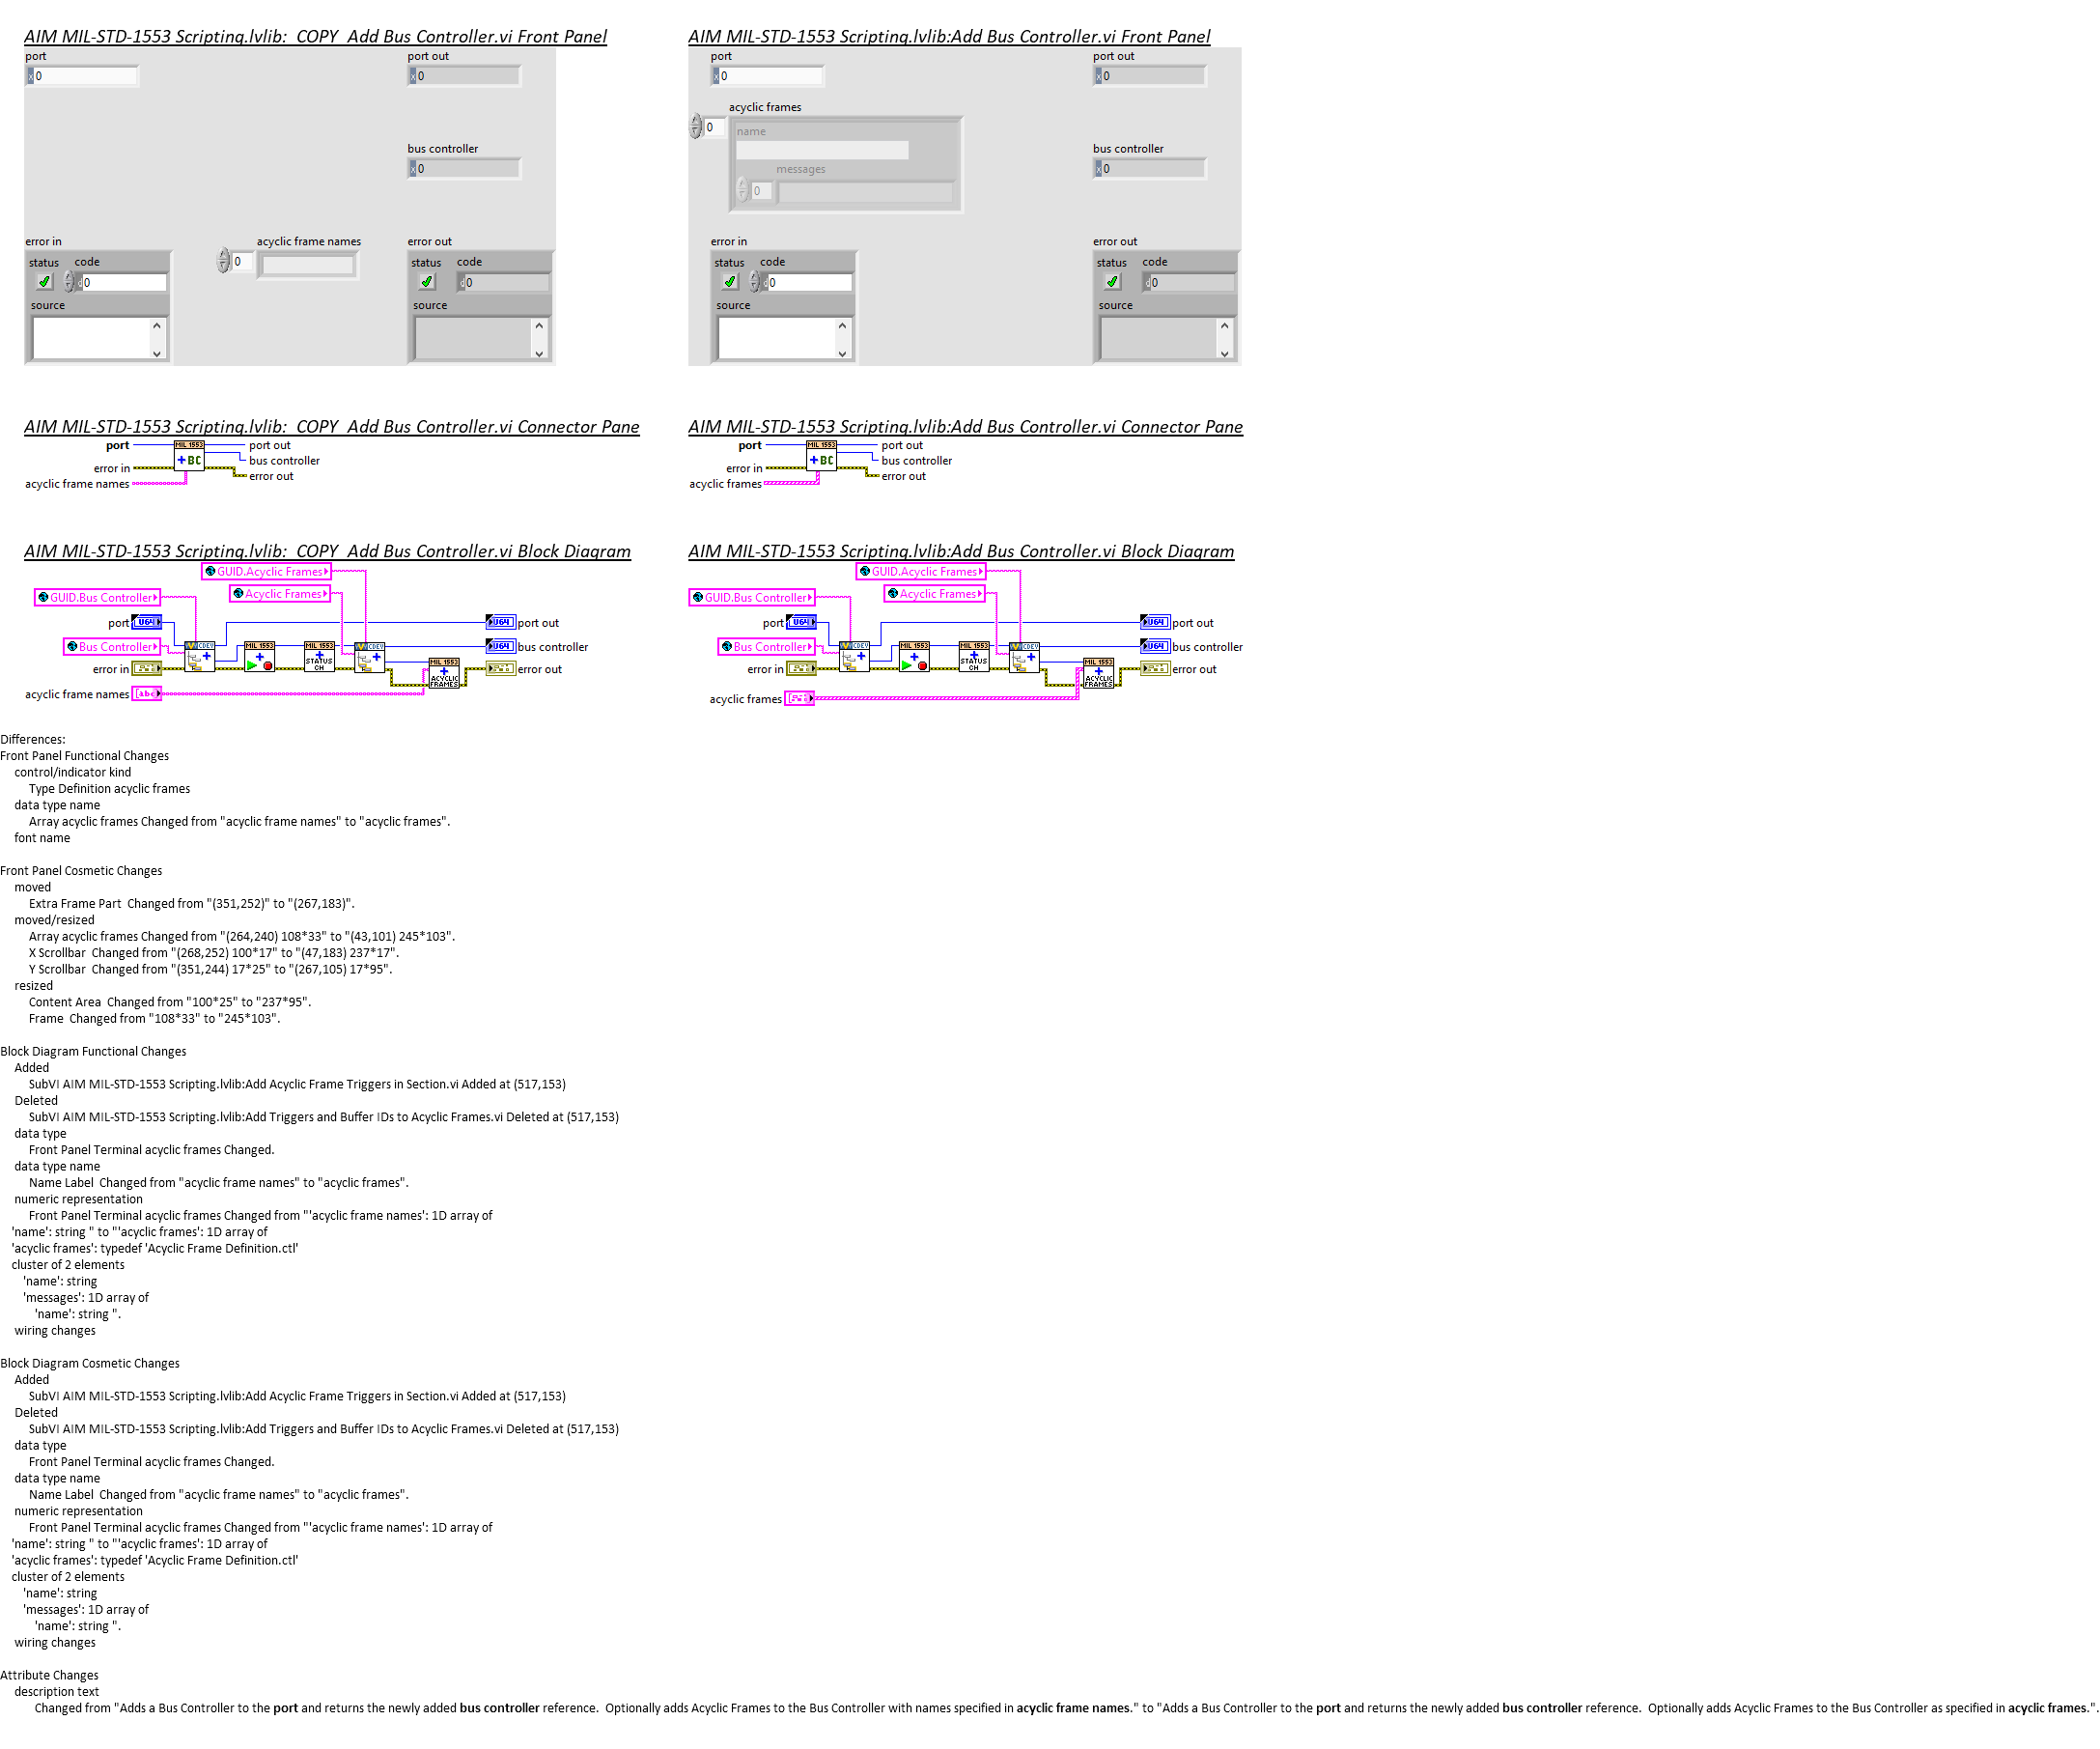 AIM MIL-STD-1553 Scripting.lvlib:  COPY  Add Bus Controller.vi Front Panel
port
0
port out
0
bus controller
0
error in
status
code
d0
source
0
acyclic frame names
error out
status
code
d0
source
AIM MIL-STD-1553 Scripting.lvlib:Add Bus Controller.vi Front Panel
port
x0
port out
x0
acyclic frames
0
name
messages
0
bus controller
x0
error in
status
code
d0
source
error out
status
code
d0
source
AIM MIL-STD-1553 Scripting.lvlib:  COPY  Add Bus Controller.vi Connector Pane
port
MIL 1553
+BC
port out
bus controller
error in
error out
acyclic frame names
AIM MIL-STD-1553 Scripting.lvlib:Add Bus Controller.vi Connector Pane
port
MIL 1553
+BC
port out
bus controller
error in
error out
acyclic frames
AIM MIL-STD-1553 Scripting.lvlib:  COPY  Add Bus Controller.vi Block Diagram
GUID.Acyclic Frames
GUID.Bus Controller
Acyclic Frames
port
U64
U64
port out
Bus Controller
CDEV
MIL 1553
MIL 1553
STATUS
CH
CDEV
U64
bus controller
error in
MIL 1553
ACYCLIC
FRAMES
error out
acyclic frame names
[abc]
AIM MIL-STD-1553 Scripting.lvlib:Add Bus Controller.vi Block Diagram
GUID.Acyclic Frames
GUID.Bus Controller
Acyclic Frames
port
U64
U64
port out
Bus Controller
CDEV
MIL 1553
MIL 1553
STATUS
CH
CDEV
U64
bus controller
error in
MIL 1553
ACYCLIC
FRAMES
error out
acyclic frames
Differences:
Front Panel Functional Changes
control/indicator kind
Type Definition acyclic frames
data type name
Array acyclic frames Changed from "acyclic frame names" to "acyclic frames".
font name
Front Panel Cosmetic Changes
moved
Extra Frame Part  Changed from "(351,252)" to "(267,183)".
moved/resized
Array acyclic frames Changed from "(264,240) 108*33" to "(43,101) 245*103".
X Scrollbar  Changed from "(268,252) 100*17" to "(47,183) 237*17".
Y Scrollbar  Changed from "(351,244) 17*25" to "(267,105) 17*95".
resized
Content Area  Changed from "100*25" to "237*95".
Frame  Changed from "108*33" to "245*103".
Block Diagram Functional Changes
Added
SubVI AIM MIL-STD-1553 Scripting.lvlib:Add Acyclic Frame Triggers in Section.vi Added at (517,153)
Deleted
SubVI AIM MIL-STD-1553 Scripting.lvlib:Add Triggers and Buffer IDs to Acyclic Frames.vi Deleted at (517,153)
data type
Front Panel Terminal acyclic frames Changed.
data type name
Name Label  Changed from "acyclic frame names" to "acyclic frames".
numeric representation
Front Panel Terminal acyclic frames Changed from "'acyclic frame names': 1D array of
'name': string " to "'acyclic frames': 1D array of
'acyclic frames': typedef 'Acyclic Frame Definition.ctl'
cluster of 2 elements
'name': string
'messages': 1D array of
'name': string ".
wiring changes
Block Diagram Cosmetic Changes
Added
SubVI AIM MIL-STD-1553 Scripting.lvlib:Add Acyclic Frame Triggers in Section.vi Added at (517,153)
Deleted
SubVI AIM MIL-STD-1553 Scripting.lvlib:Add Triggers and Buffer IDs to Acyclic Frames.vi Deleted at (517,153)
data type
Front Panel Terminal acyclic frames Changed.
data type name
Name Label  Changed from "acyclic frame names" to "acyclic frames".
numeric representation
Front Panel Terminal acyclic frames Changed from "'acyclic frame names': 1D array of
'name': string " to "'acyclic frames': 1D array of
'acyclic frames': typedef 'Acyclic Frame Definition.ctl'
cluster of 2 elements
'name': string
'messages': 1D array of
'name': string ".
wiring changes
Attribute Changes
description text
Changed from "Adds a Bus Controller to the port and returns the newly added bus controller reference.  Optionally adds Acyclic Frames to the Bus Controller with names specified in acyclic frame names." to "Adds a Bus Controller to the port and returns the newly added bus controller reference.  Optionally adds Acyclic Frames to the Bus Controller as specified in acyclic frames.".